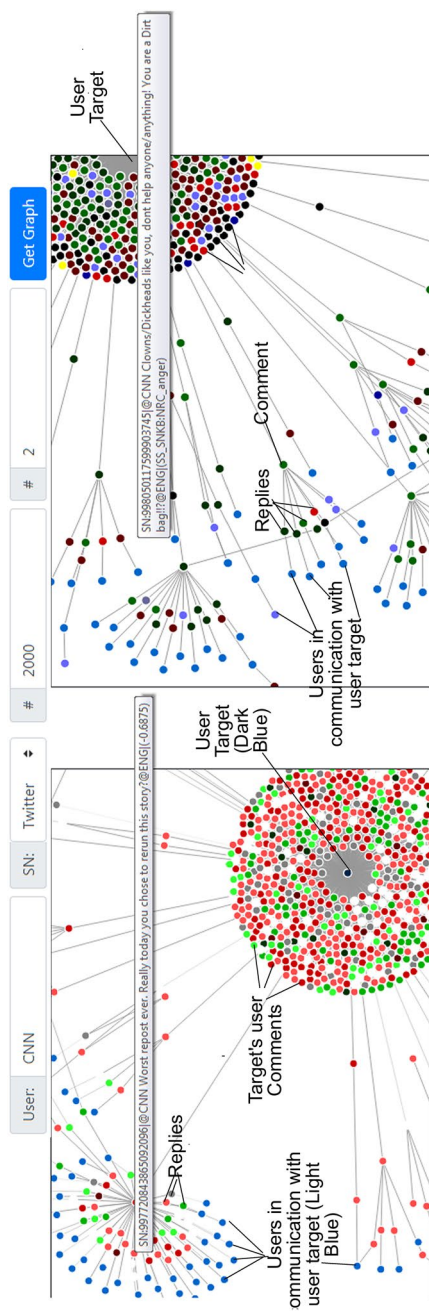 User:
CNN
SN:
Twitter
#
2000
#
2
Get Graph
SN:997720843865092096|@CNN Worst repost ever. Really today you chose to rerun this story?@ENG|(-0.6875)
Replies
Users in
ommunication with
user target (Light
Blue)
Target's user
Comments
User
Target
(Dark
Blue)
User
Target
SN:998050117599903745|@CNN Clowns/Dickheads like you, dont help anyone/anything! You are a Dirt
bag!!?@ENG|(SS_SNKB:NRC_anger)
Replies
Comment
Users in
communication with
user target